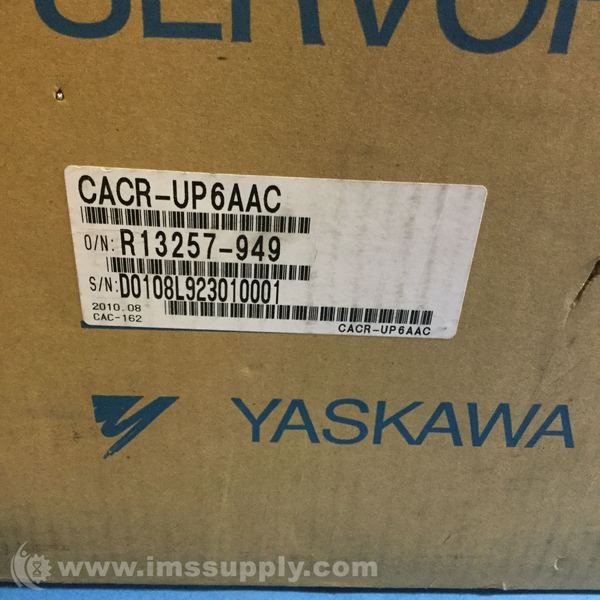 CACR-UP6AAC
O/N: R13257-949
S/N: D0108L923010001
2010.08
CAC-162
CACR-UP6AAC
YASKAWA
www.imssupply.com